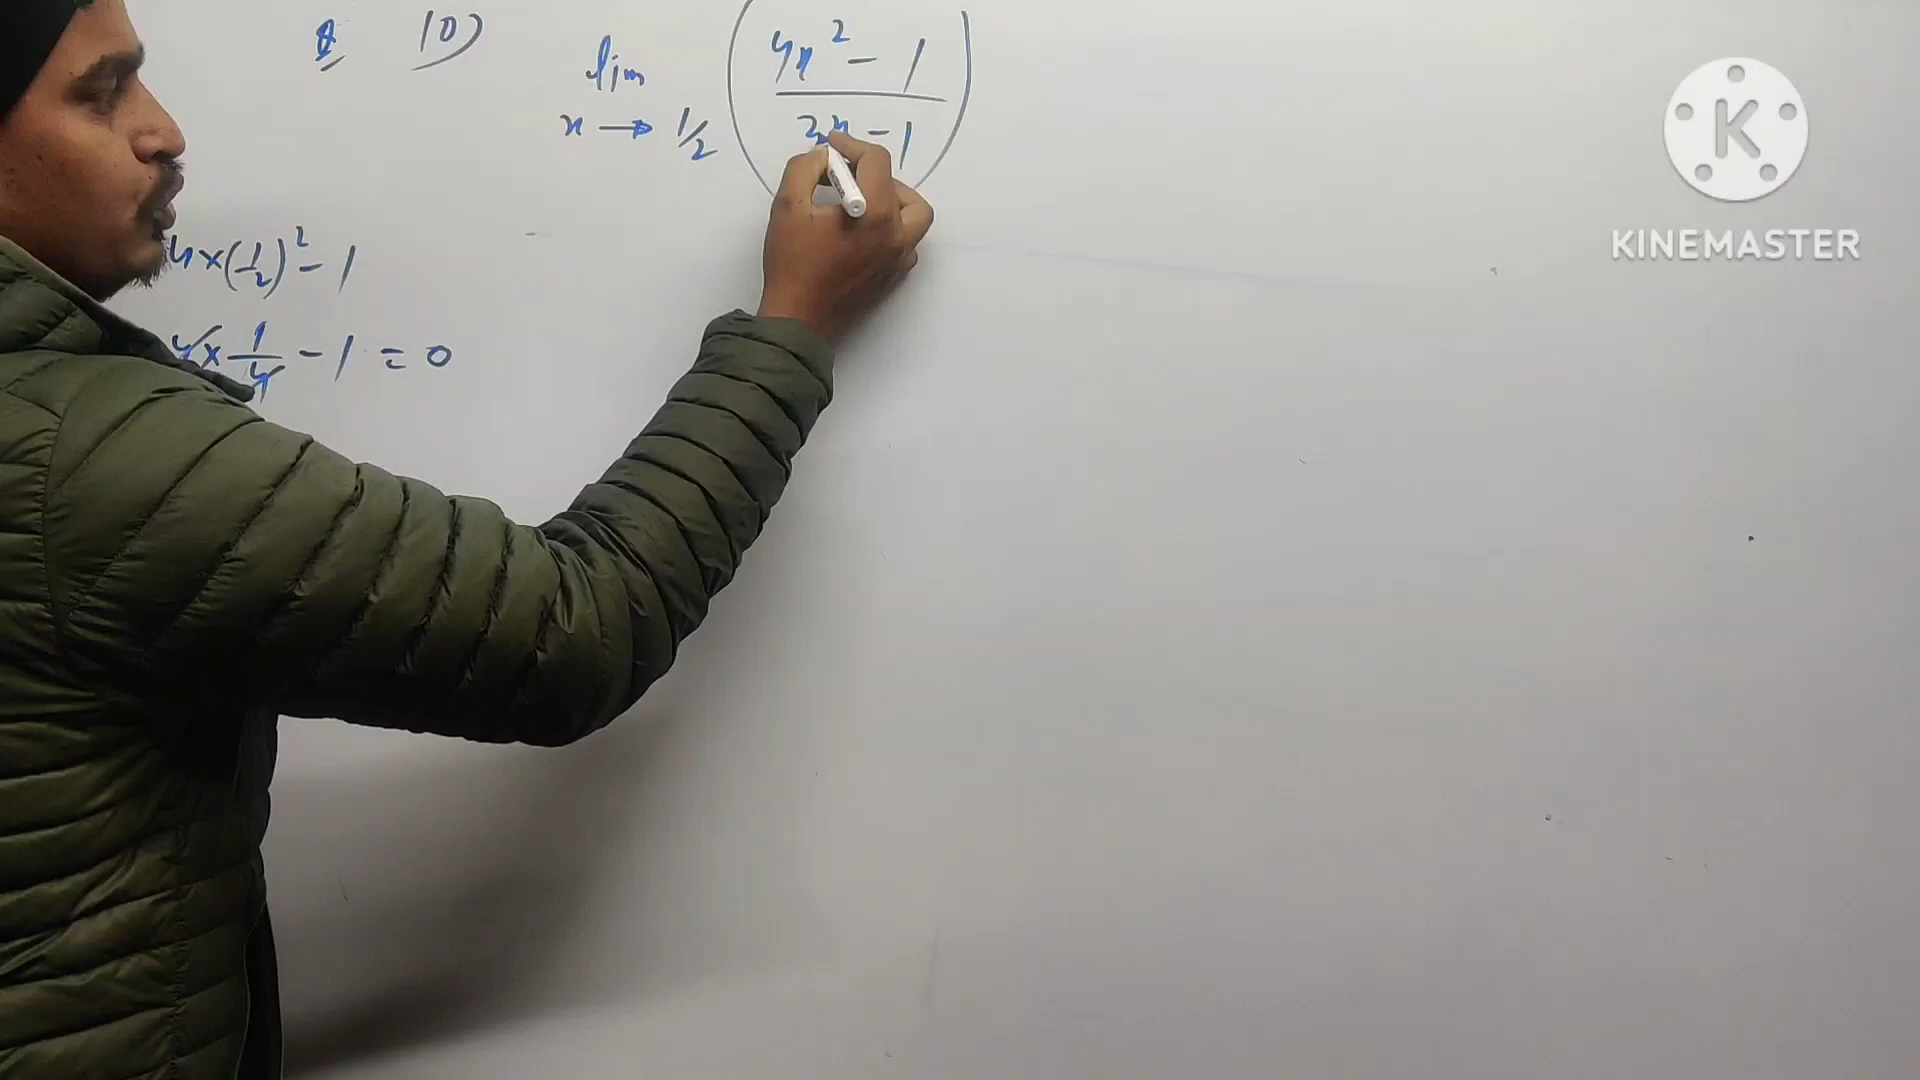 Q 10)
lim x → 1/2 ( 4x² - 1 / 2x - 1 )
4 × (1/2)² - 1
4 × 1/4 - 1 = 0
K
KINEMASTER